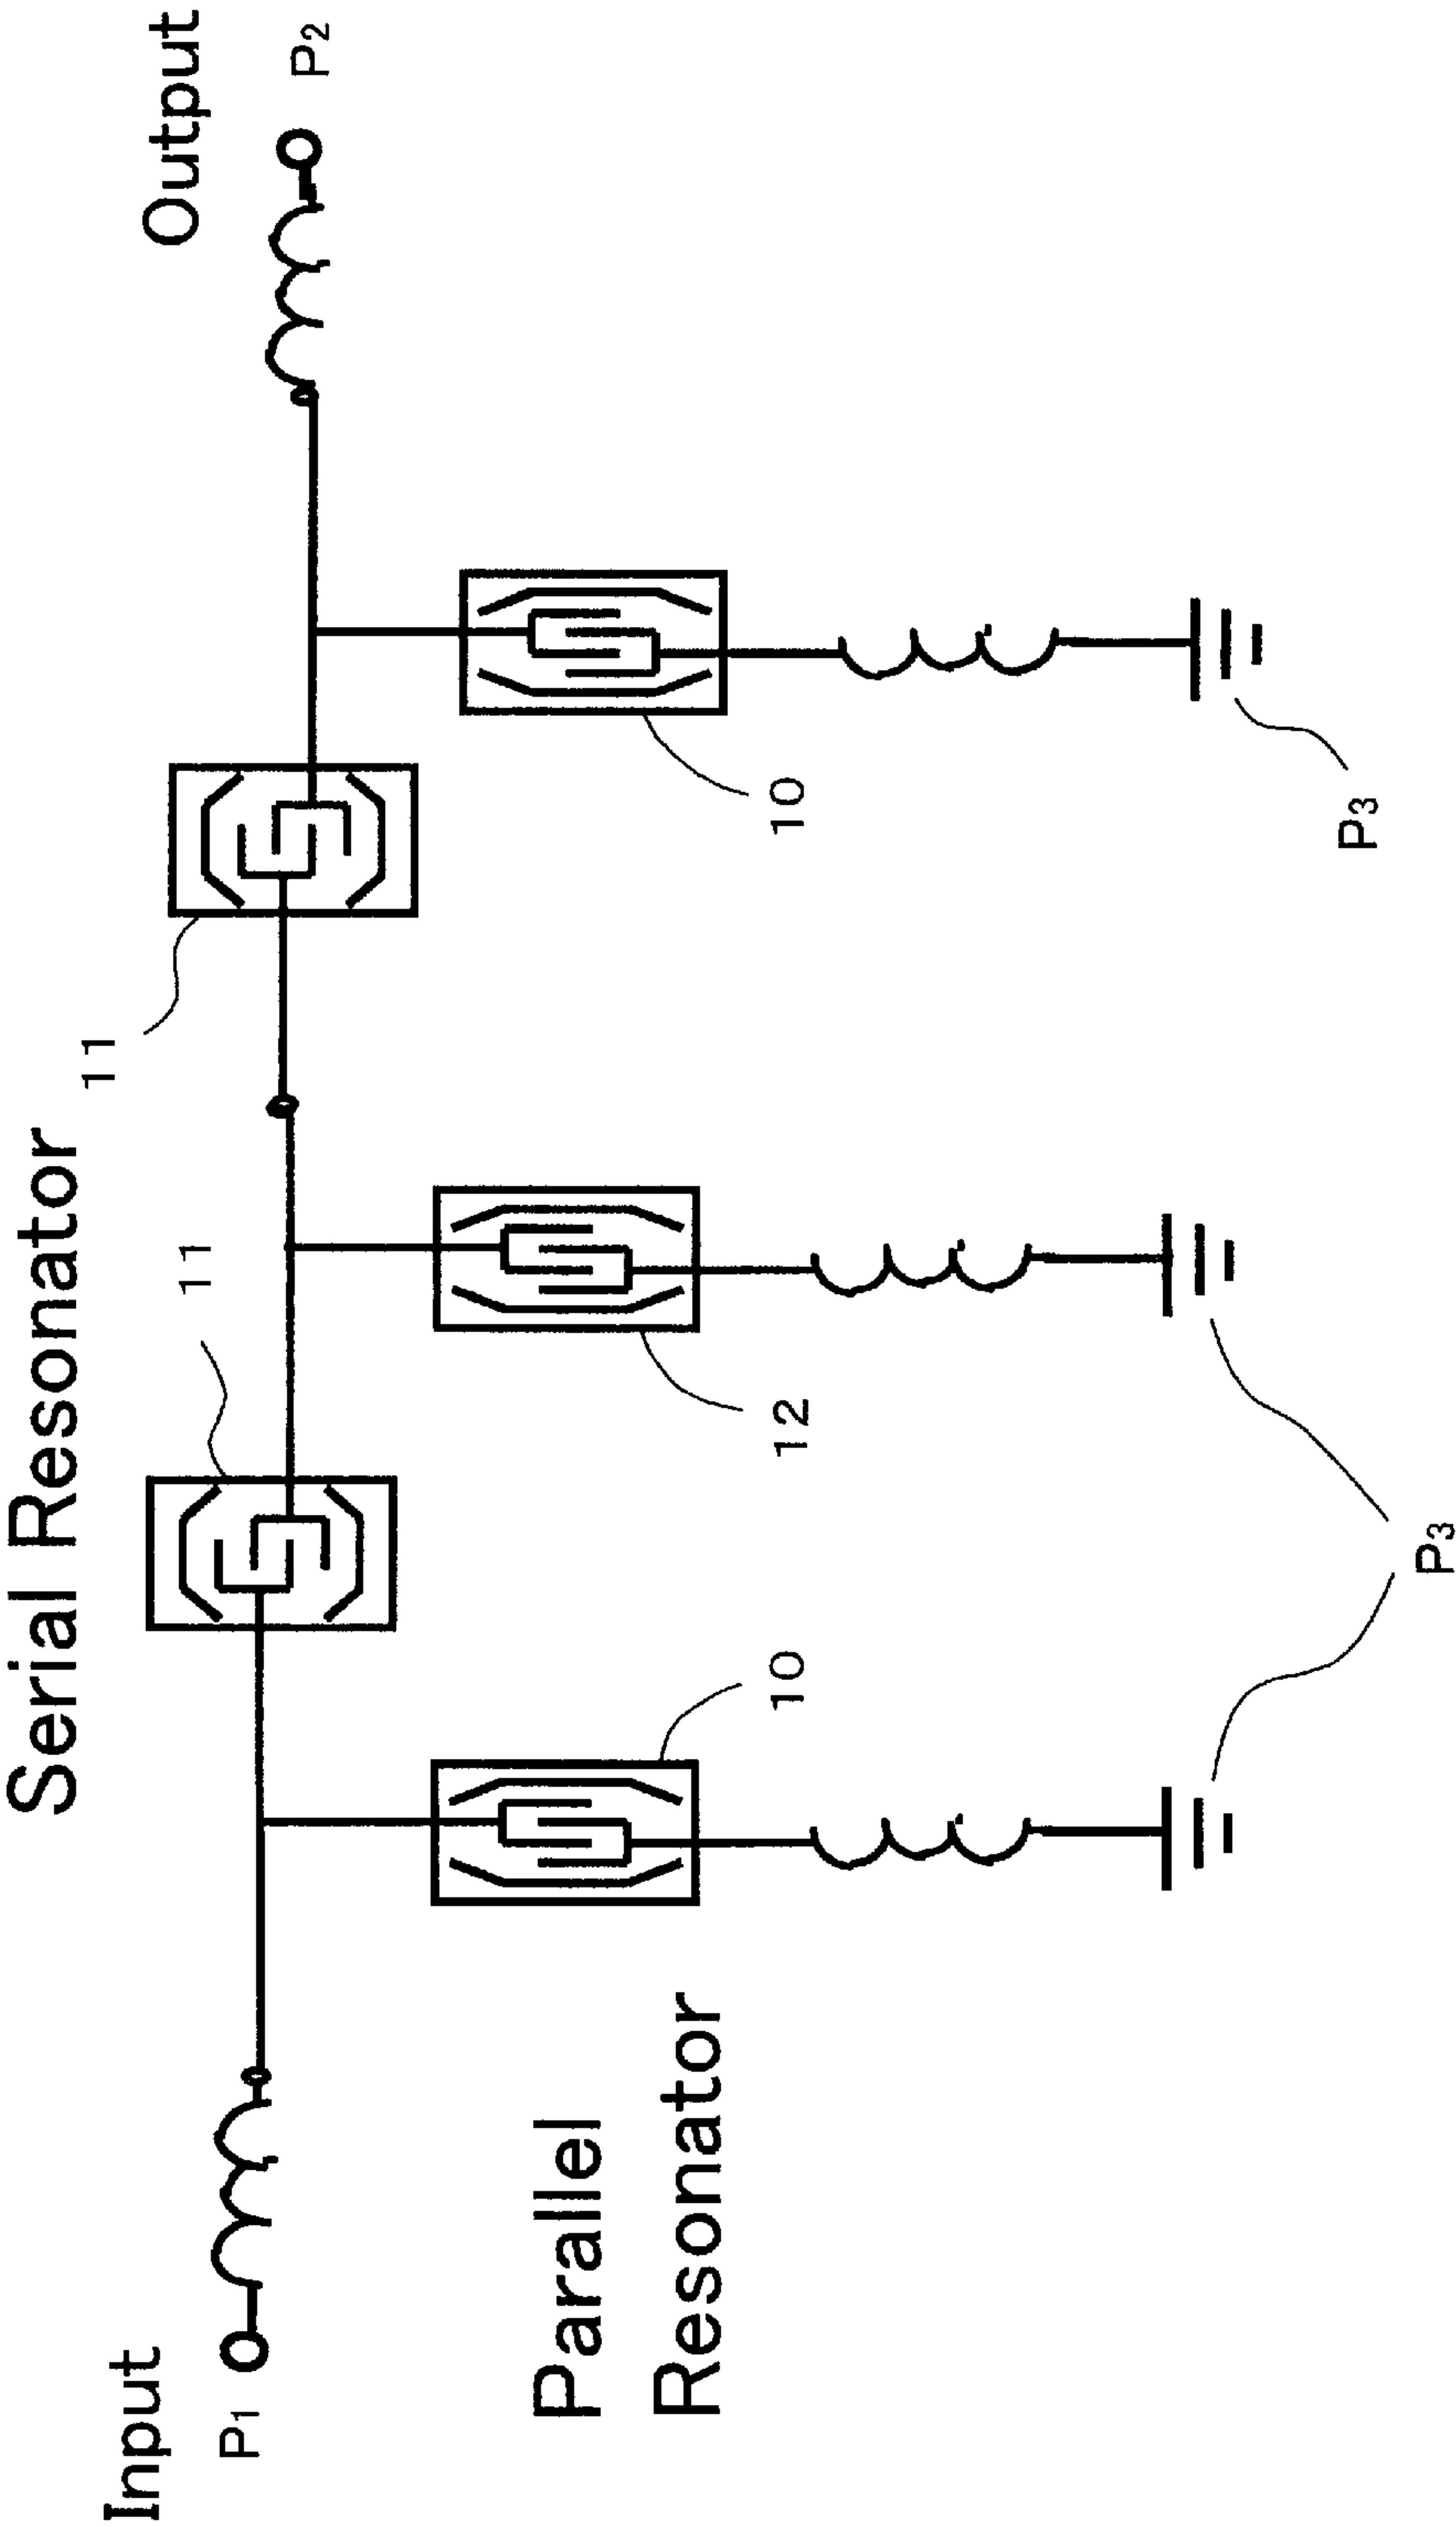 Serial Resonator
Input
P1
11
11
Output
P2
Parallel
Resonator
10
12
10
P3
P3